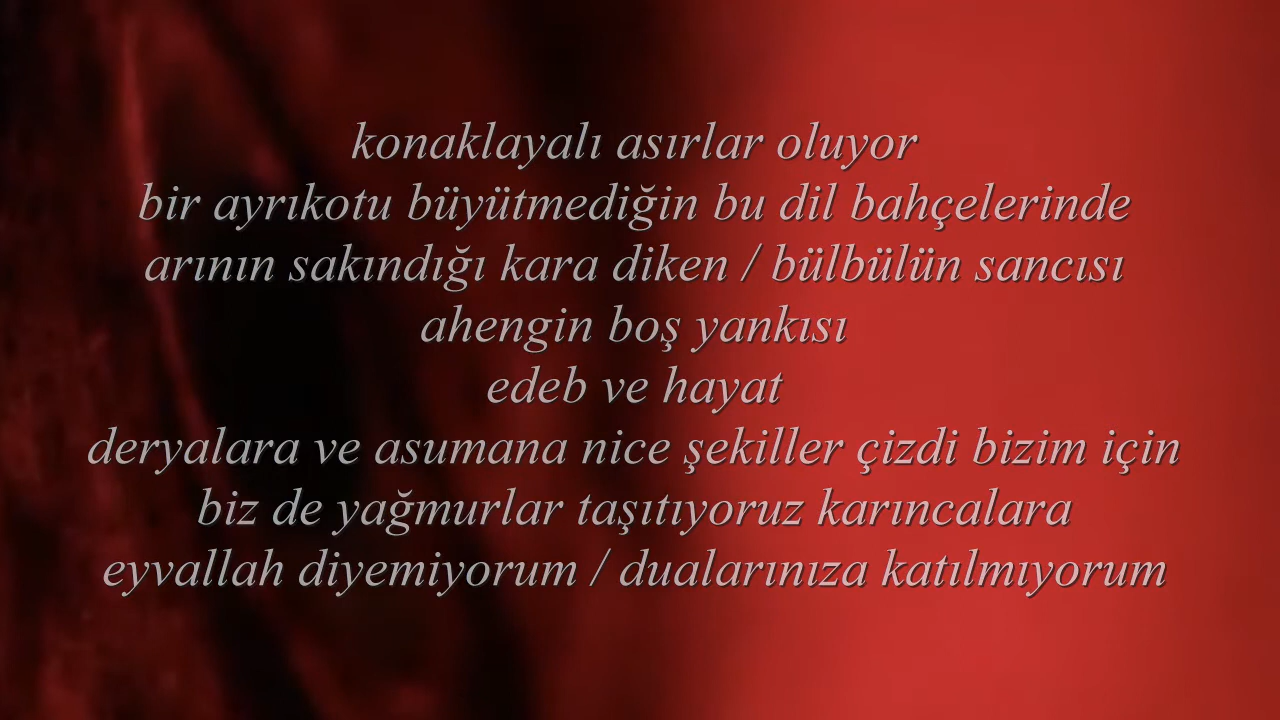 konaklayalı asırlar oluyor
bir ayrıkotu büyütmediğin bu dil bahçelerinde
arının sakındığı kara diken / bülbülün sancısı
ahengin boş yankısı
edeb ve hayat
deryalara ve asumana nice şekiller çizdi bizim için
biz de yağmurlar taşıtıyoruz karıncalara
eyvallah diyemiyorum / dualarınıza katılmıyorum